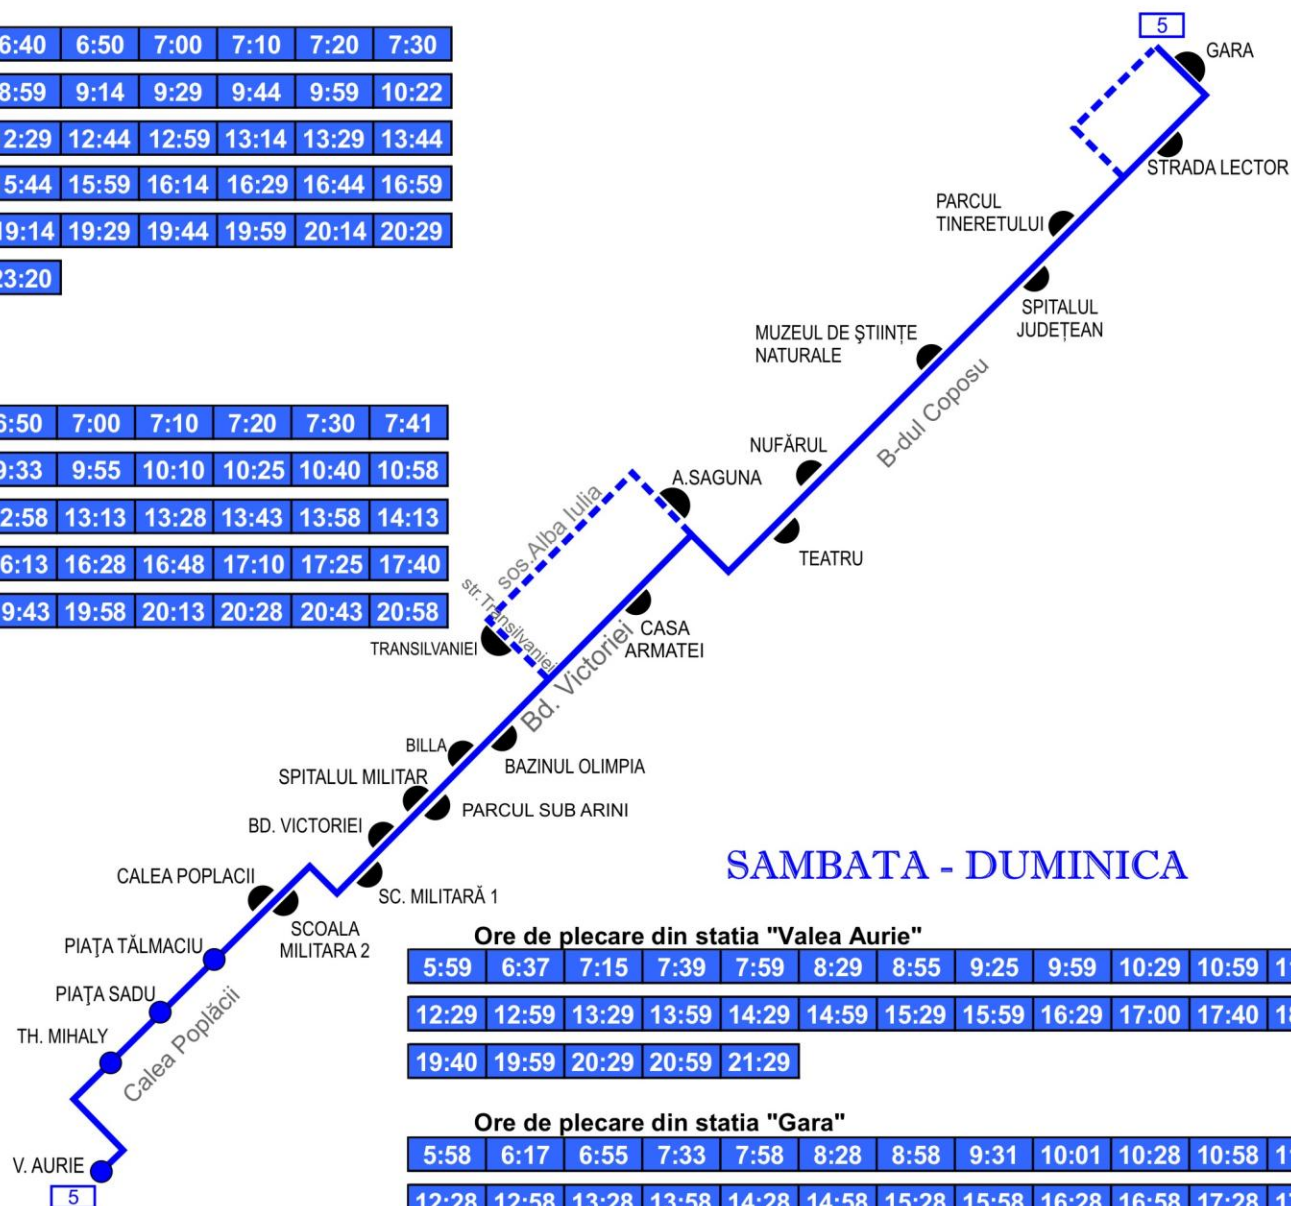 5
GARA
6:40 6:50 7:00 7:10 7:20 7:30
8:59 9:14 9:29 9:44 9:59 10:22
2:29 12:44 12:59 13:14 13:29 13:44
5:44 15:59 16:14 16:29 16:44 16:59
19:14 19:29 19:44 19:59 20:14 20:29
23:20
STRADA LECTOR
PARCUL
TINERETULUI
SPITALUL
JUDEȚEAN
MUZEUL DE ŞTIINȚE
NATURALE
B-dul Coposu
6:50 7:00 7:10 7:20 7:30 7:41
9:33 9:55 10:10 10:25 10:40 10:58
2:58 13:13 13:28 13:43 13:58 14:13
6:13 16:28 16:48 17:10 17:25 17:40
9:43 19:58 20:13 20:28 20:43 20:58
NUFĂRUL
A.SAGUNA
TEATRU
sos.Alba Iulia
str.Transilvaniei
TRANSILVANIEI
CASA
ARMATEI
Bd. Victoriei
BILLA
BAZINUL OLIMPIA
SPITALUL MILITAR
PARCUL SUB ARINI
BD. VICTORIEI
CALEA POPLACII
SC. MILITARĂ 1
SCOALA
MILITARA 2
PIAŢA TĂLMACIU
PIAŢA SADU
TH. MIHALY
Calea Poplăcii
V. AURIE
5
SAMBATA - DUMINICA
Ore de plecare din statia "Valea Aurie"
5:59 6:37 7:15 7:39 7:59 8:29 8:55 9:25 9:59 10:29 10:59
12:29 12:59 13:29 13:59 14:29 14:59 15:29 15:59 16:29 17:00 17:40
19:40 19:59 20:29 20:59 21:29
Ore de plecare din statia "Gara"
5:58 6:17 6:55 7:33 7:58 8:28 8:58 9:31 10:01 10:28 10:58
12:28 12:58 13:28 13:58 14:28 14:58 15:28 15:58 16:28 16:58 17:28